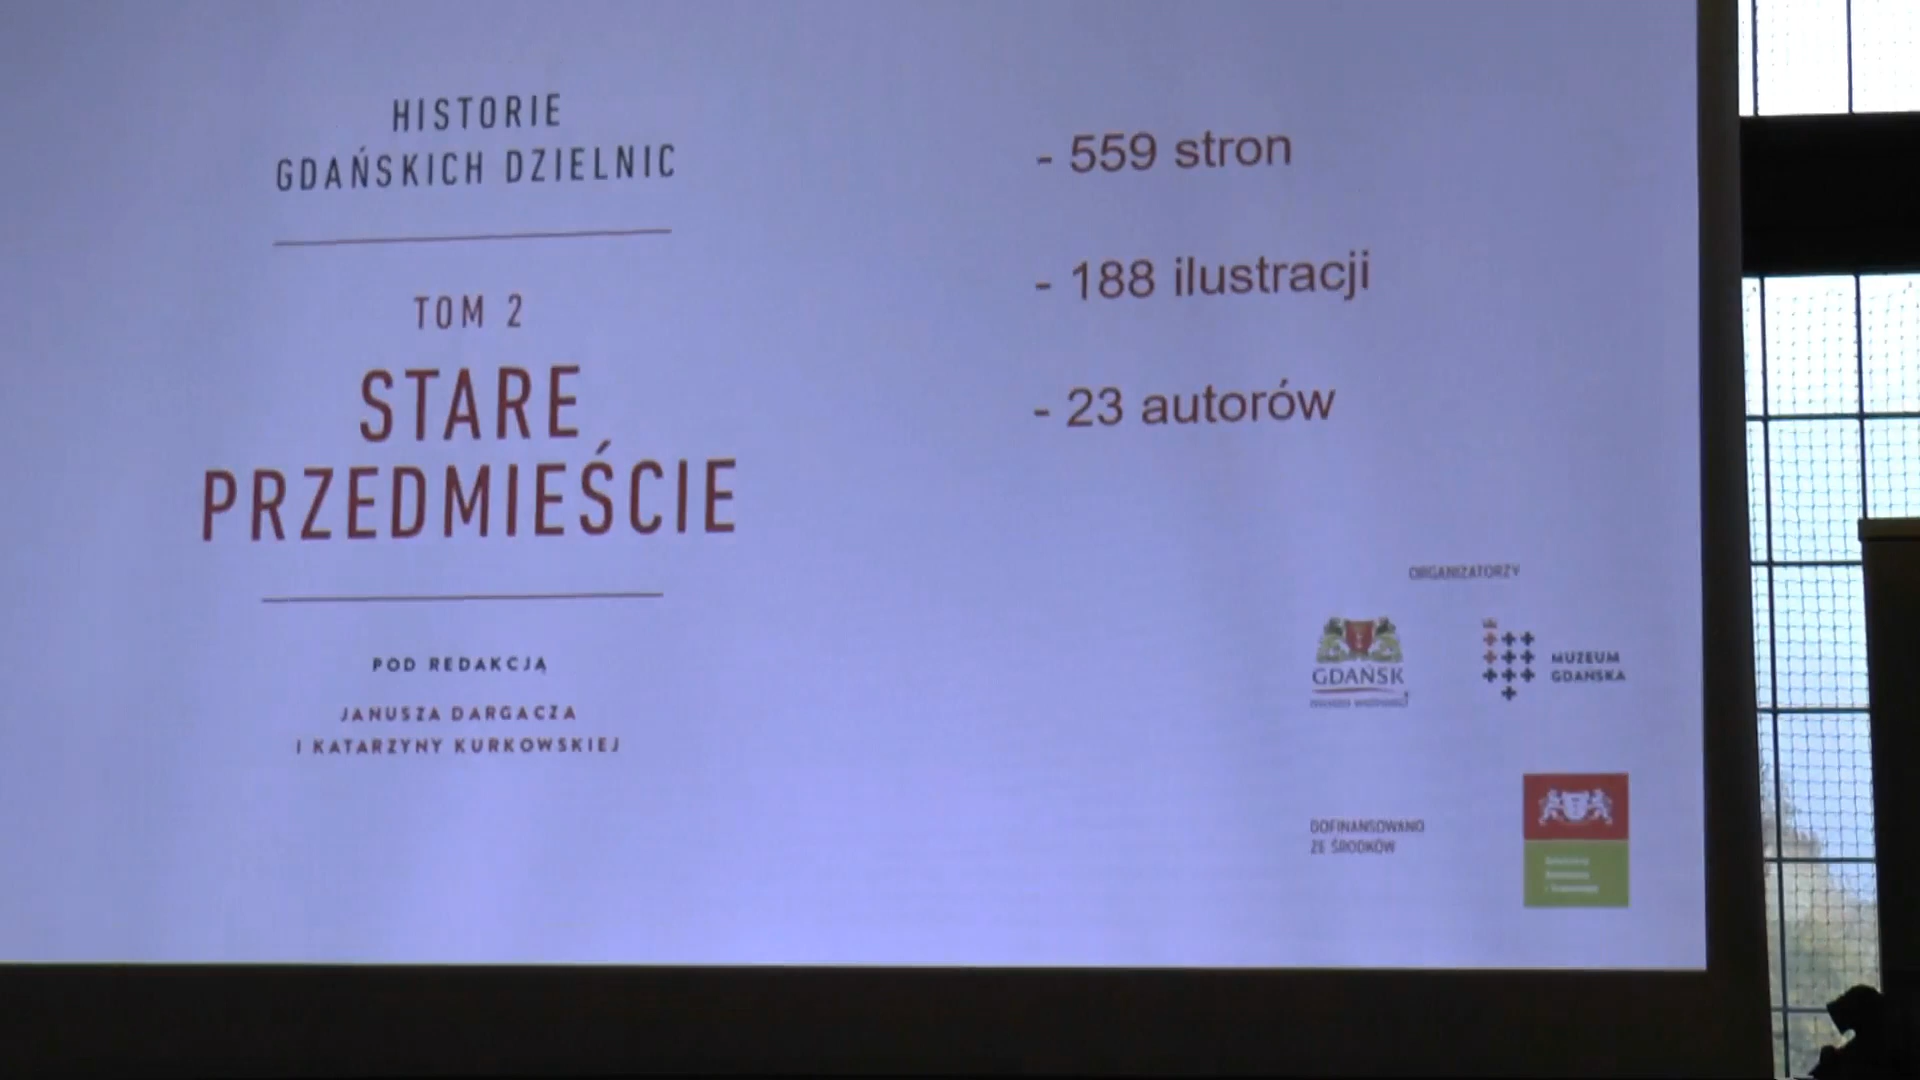 HISTORIE
GDAŃSKICH DZIELNIC
TOM 2
STARE
PRZEDMIEŚCIE
POD REDAKCJĄ
JANUSZA DARGACZA
I KATARZYNY KURKOWSKIEJ
- 559 stron
- 188 ilustracji
- 23 autorów
ORGANIZATORZY
GDAŃSK
MUZEUM
GDAŃSKA
DOFINANSOWANO
ZE ŚRODKÓW